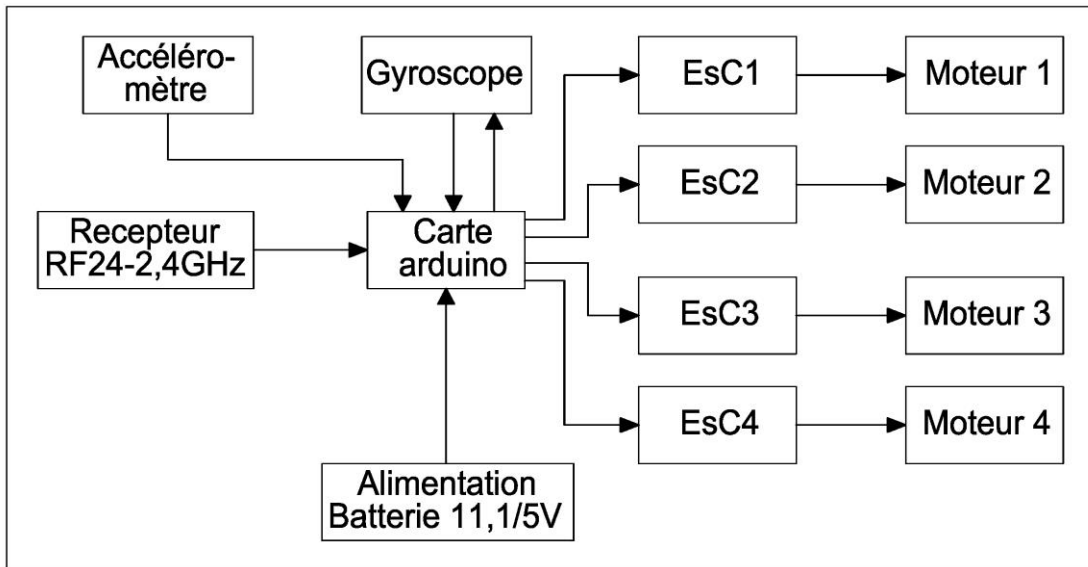 Accéléro-
mètre
Gyroscope
EsC1
Moteur 1
EsC2
Moteur 2
Recepteur
RF24-2,4GHz
Carte
arduino
EsC3
Moteur 3
EsC4
Moteur 4
Alimentation
Batterie 11,1/5V